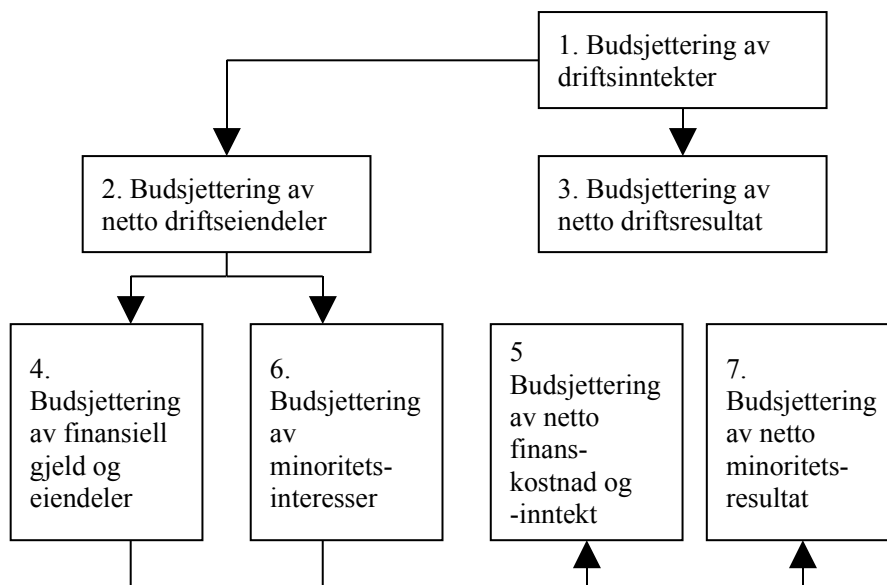 1. Budsjettering av
driftsinntekter
2. Budsjettering av
netto driftseiendeler
3. Budsjettering av
netto driftsresultat
4.
Budsjettering
av finansiell
gjeld og
eiendeler
6.
Budsjettering
av
minoritets-
interesser
5
Budsjettering
av netto
finans-
kostnad og
-inntekt
7.
Budsjettering
av netto
minoritets-
resultat